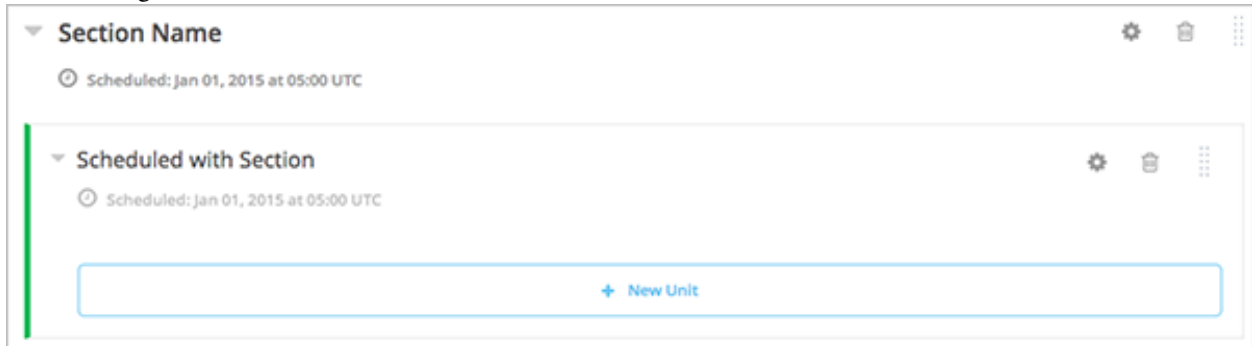 Section Name
Scheduled: Jan 01, 2015 at 05:00 UTC
Scheduled with Section
Scheduled: Jan 01, 2015 at 05:00 UTC
+ New Unit